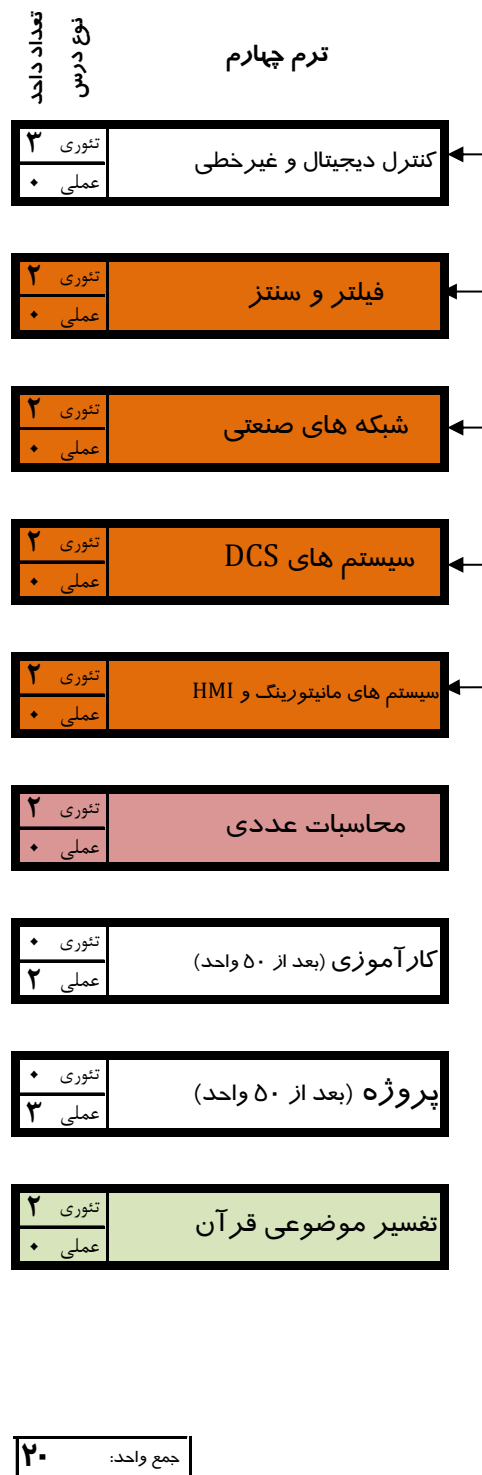 ترم چهارم
نوع درس
تعداد داحد
کنترل دیجیتال و غیرخطی
تئوری ۳
عملی ۰
فیلتر و سنتز
تئوری ۲
عملی ۰
شبکه های صنعتی
تئوری ۲
عملی ۰
سیستم های DCS
تئوری ۲
عملی ۰
سیستم های مانیتورینگ و HMI
تئوری ۲
عملی ۰
محاسبات عددی
تئوری ۲
عملی ۰
کارآموزی (بعد از ۵۰ واحد)
تئوری ۰
عملی ۲
پروژه (بعد از ۵۰ واحد)
تئوری ۰
عملی ۳
تفسیر موضوعی قرآن
تئوری ۲
عملی ۰
جمع واحد: ۲۰